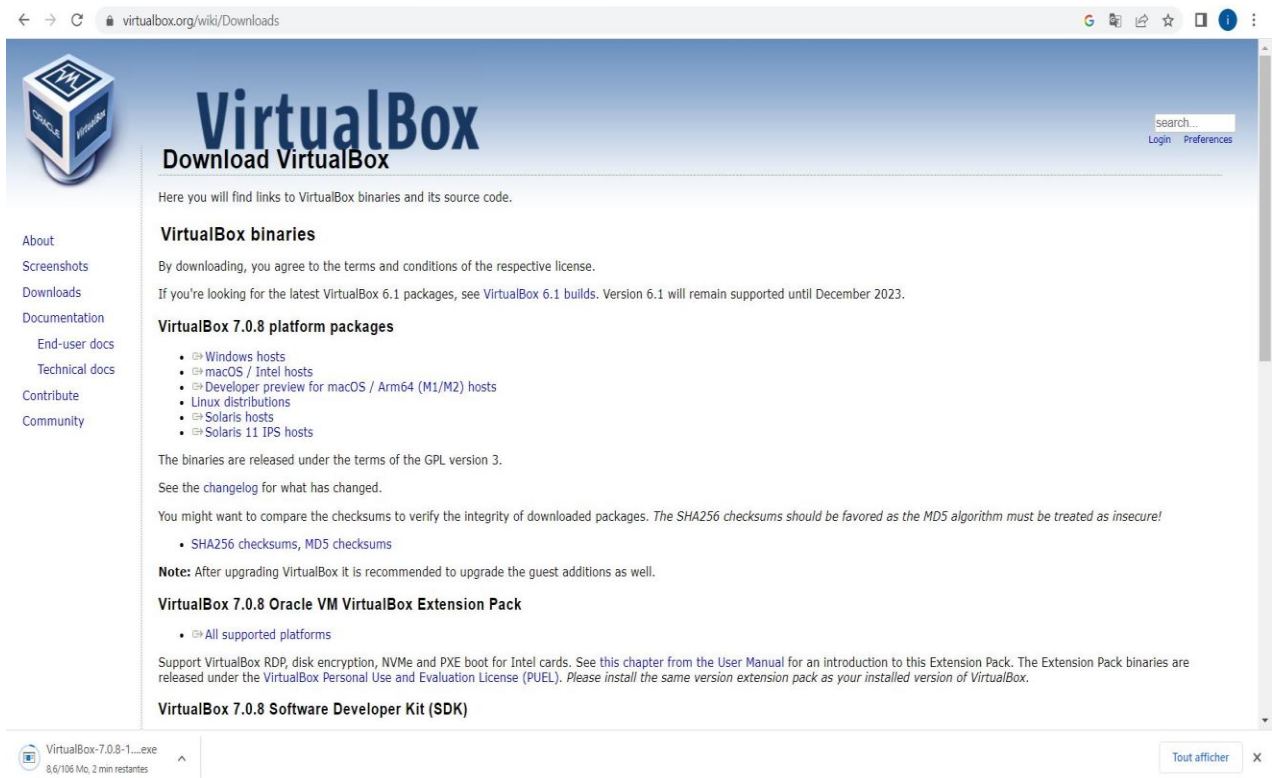 virtualbox.org/wiki/Downloads
ORACLE
VirtualBox
VirtualBox
search...
Login Preferences
Download VirtualBox
Here you will find links to VirtualBox binaries and its source code.
About
Screenshots
Downloads
Documentation
End-user docs
Technical docs
Contribute
Community
VirtualBox binaries
By downloading, you agree to the terms and conditions of the respective license.
If you're looking for the latest VirtualBox 6.1 packages, see VirtualBox 6.1 builds. Version 6.1 will remain supported until December 2023.
VirtualBox 7.0.8 platform packages
• Windows hosts
• macOS / Intel hosts
• Developer preview for macOS / Arm64 (M1/M2) hosts
• Linux distributions
• Solaris hosts
• Solaris 11 IPS hosts
The binaries are released under the terms of the GPL version 3.
See the changelog for what has changed.
You might want to compare the checksums to verify the integrity of downloaded packages. The SHA256 checksums should be favored as the MD5 algorithm must be treated as insecure!
• SHA256 checksums, MD5 checksums
Note: After upgrading VirtualBox it is recommended to upgrade the guest additions as well.
VirtualBox 7.0.8 Oracle VM VirtualBox Extension Pack
• All supported platforms
Support VirtualBox RDP, disk encryption, NVMe and PXE boot for Intel cards. See this chapter from the User Manual for an introduction to this Extension Pack. The Extension Pack binaries are
released under the VirtualBox Personal Use and Evaluation License (PUEL). Please install the same version extension pack as your installed version of VirtualBox.
VirtualBox 7.0.8 Software Developer Kit (SDK)
VirtualBox-7.0.8-1....exe
8,6/106 Mo, 2 min restantes
Tout afficher